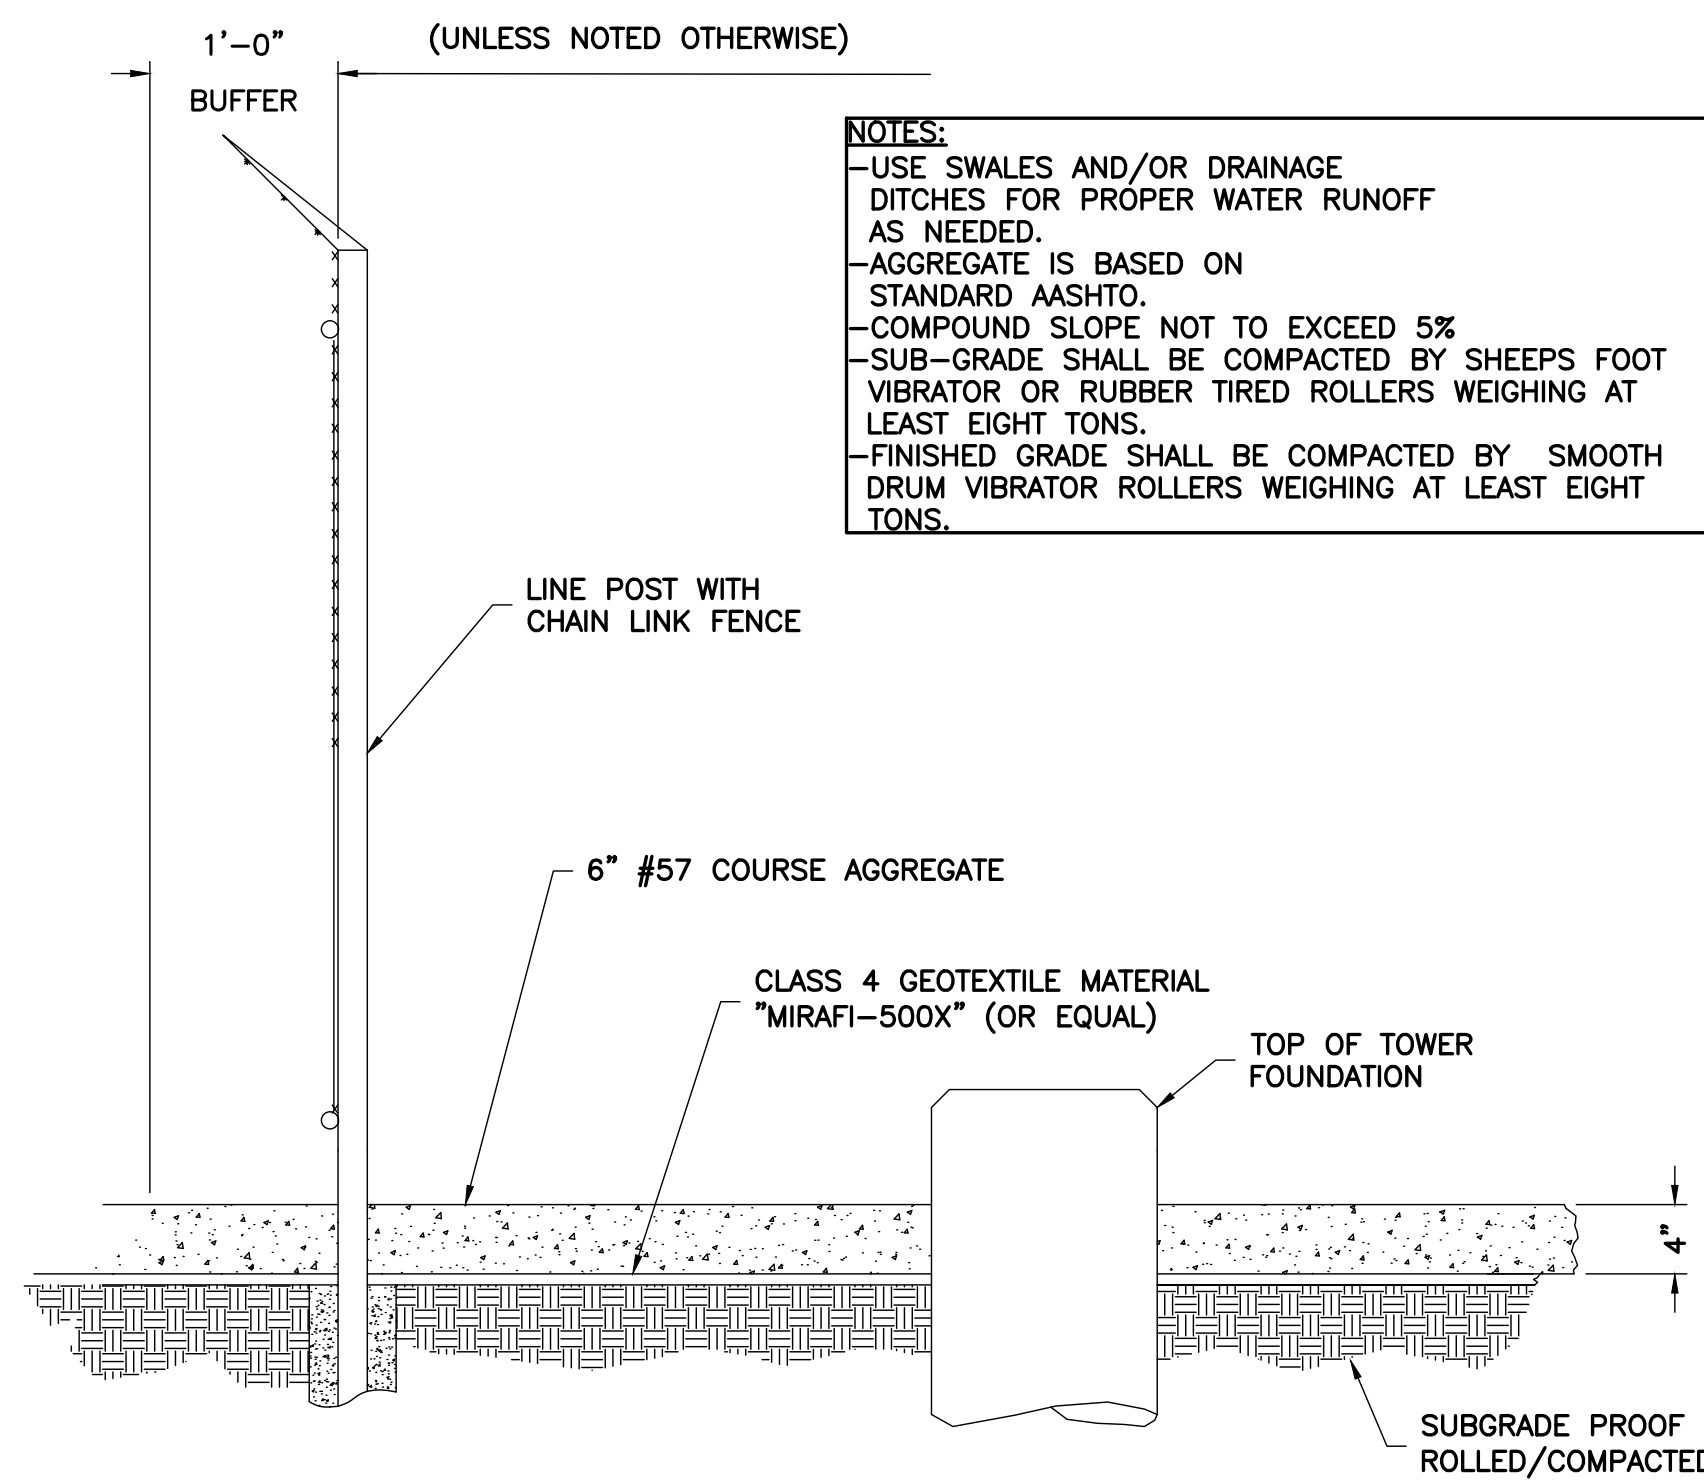 1'-0"
(UNLESS NOTED OTHERWISE)
BUFFER
NOTES:
-USE SWALES AND/OR DRAINAGE
DITCHES FOR PROPER WATER RUNOFF
AS NEEDED.
-AGGREGATE IS BASED ON
STANDARD AASHTO.
-COMPOUND SLOPE NOT TO EXCEED 5%
-SUB-GRADE SHALL BE COMPACTED BY SHEEPS FOOT
VIBRATOR OR RUBBER TIRED ROLLERS WEIGHING AT
LEAST EIGHT TONS.
-FINISHED GRADE SHALL BE COMPACTED BY SMOOTH
DRUM VIBRATOR ROLLERS WEIGHING AT LEAST EIGHT
TONS.
LINE POST WITH
CHAIN LINK FENCE
6" #57 COURSE AGGREGATE
CLASS 4 GEOTEXTILE MATERIAL
"MIRAFI-500X" (OR EQUAL)
TOP OF TOWER
FOUNDATION
4"
SUBGRADE PROOF
ROLLED/COMPACTED